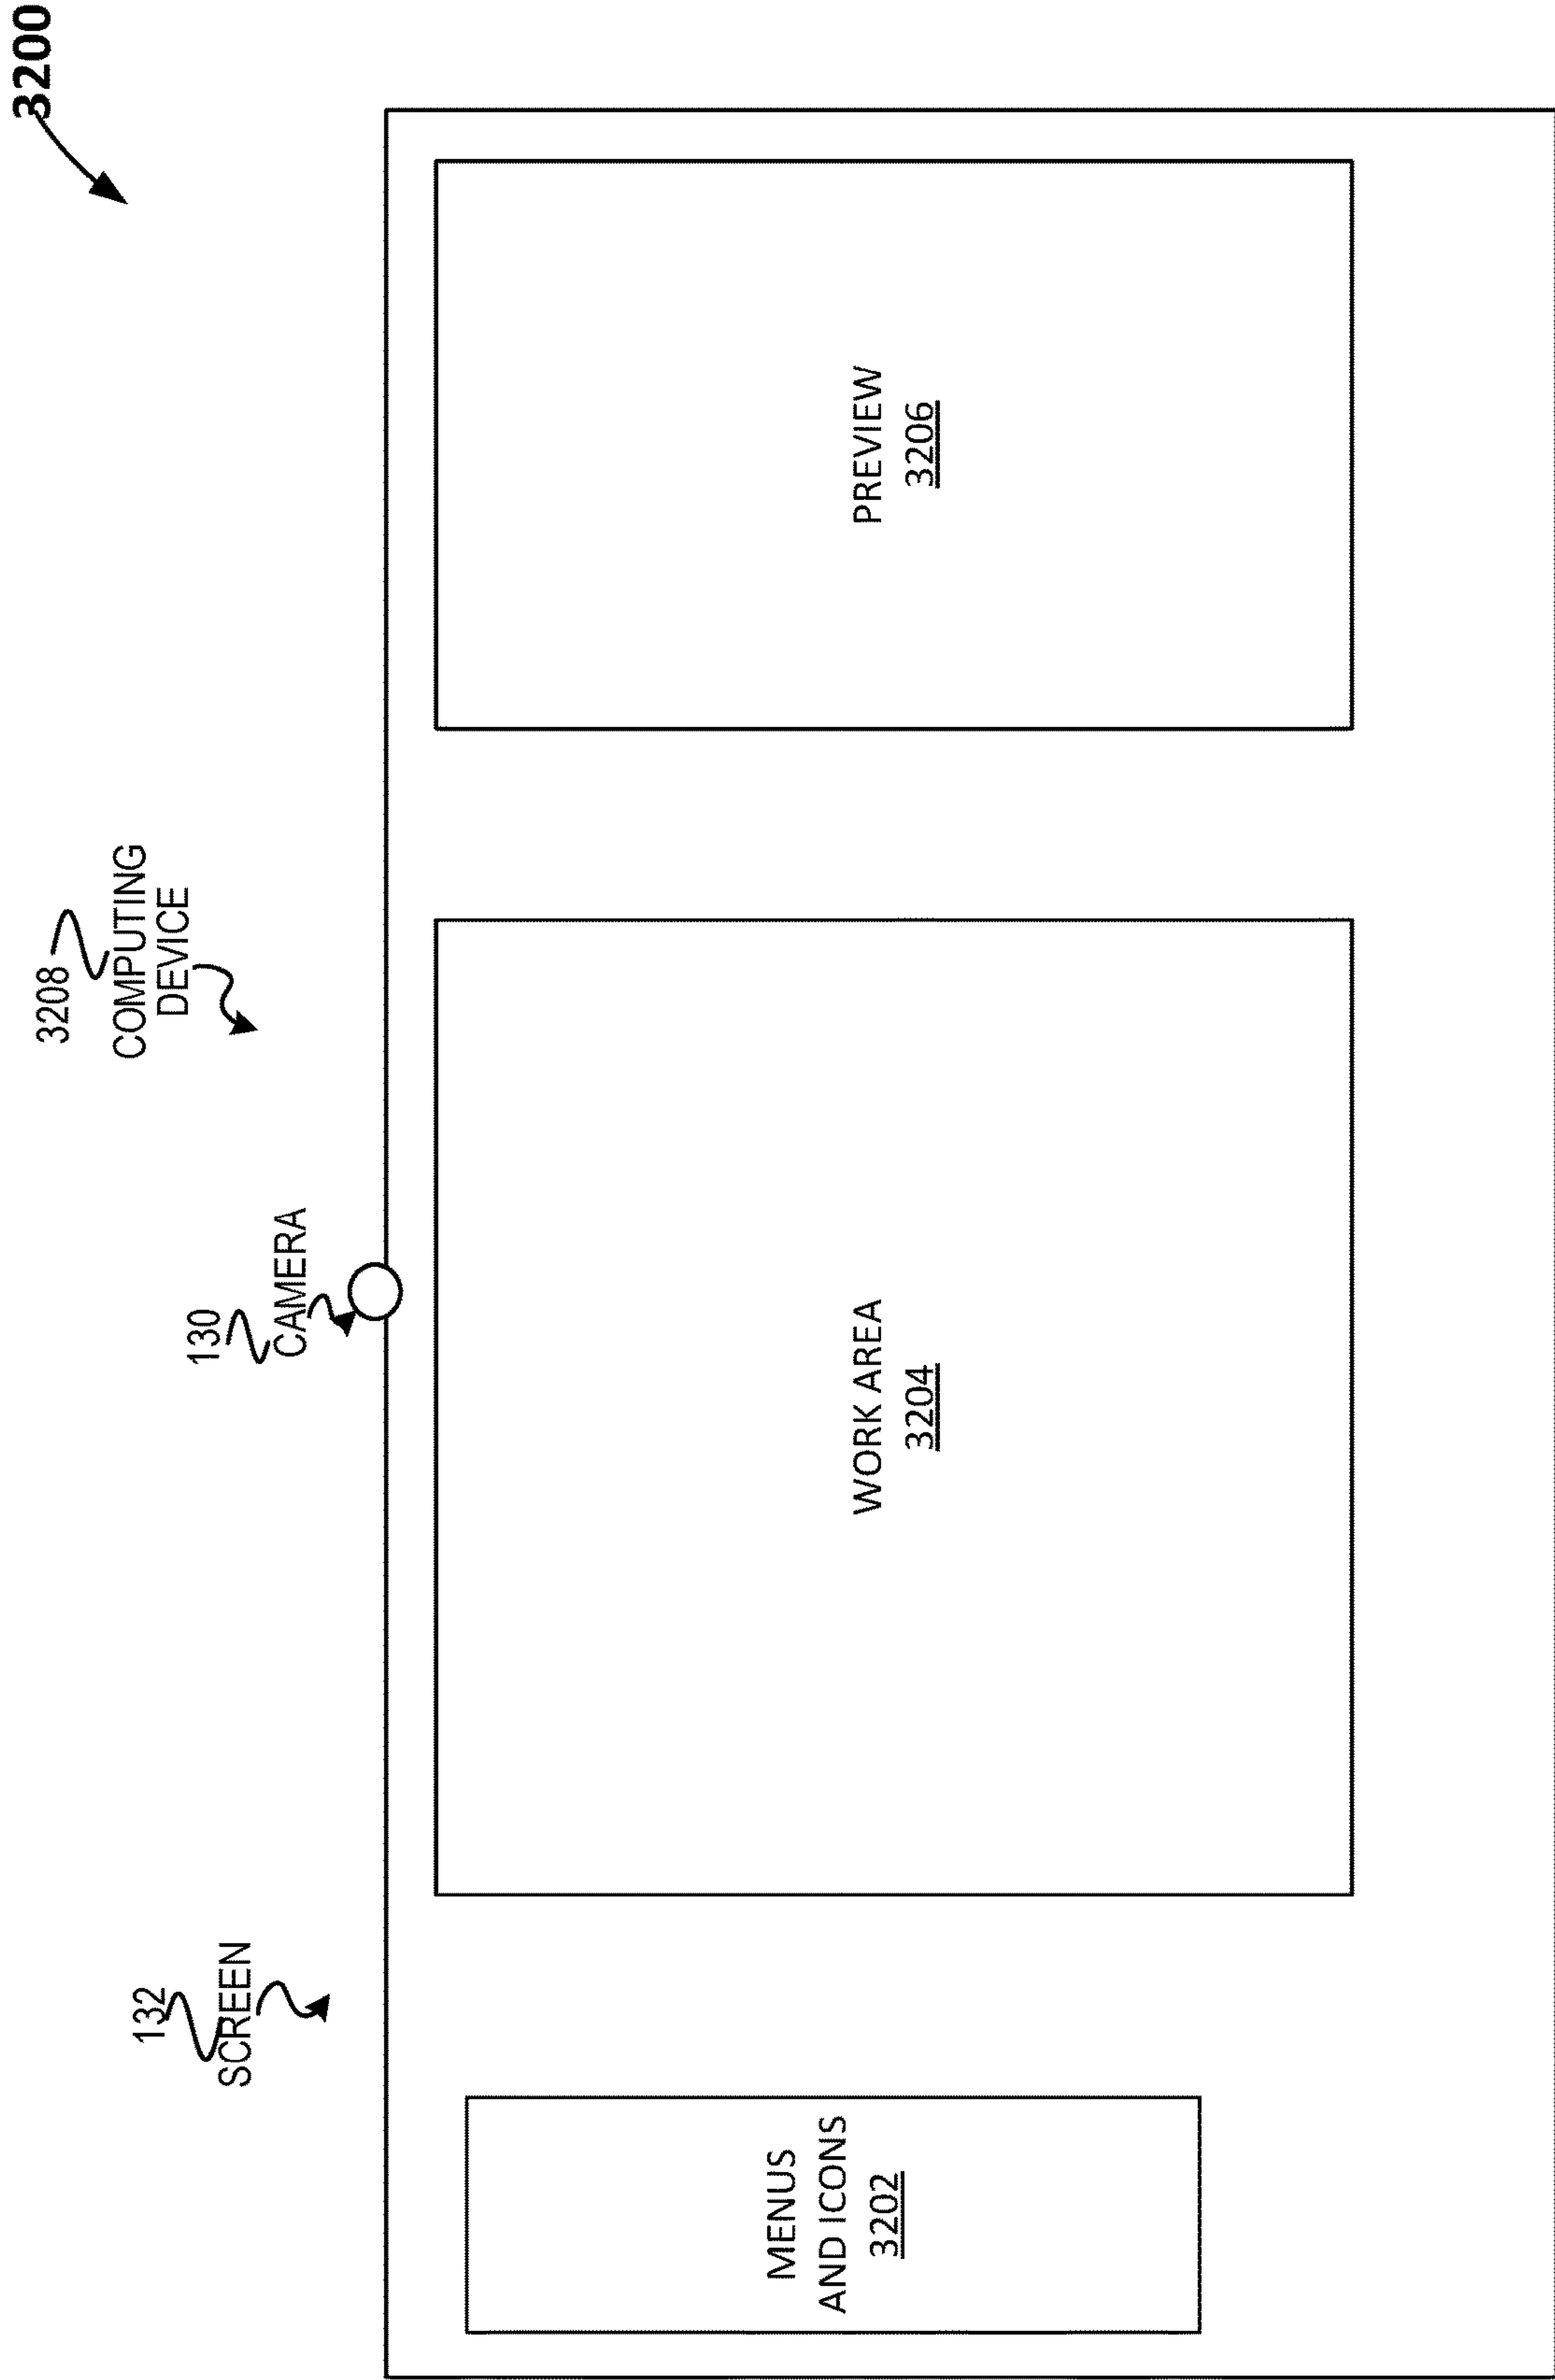 3200
3208
COMPUTING
DEVICE
130
CAMERA
132
SCREEN
MENUS
AND ICONS
3202
WORK AREA
3204
PREVIEW
3206